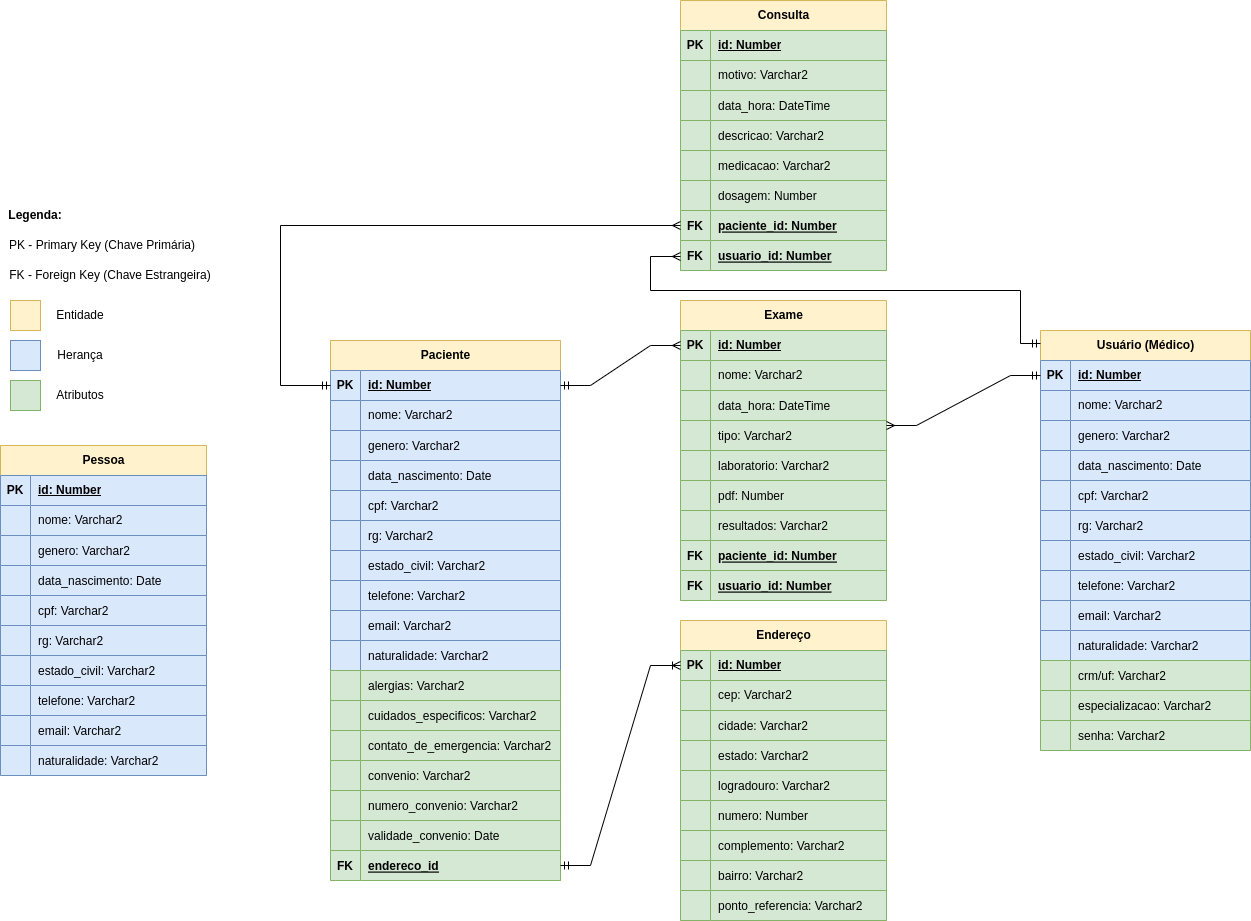 Consulta
PK id: Number
motivo: Varchar2
data_hora: DateTime
descricao: Varchar2
medicacao: Varchar2
dosagem: Number
FK paciente_id: Number
FK usuario_id: Number
Legenda:
PK - Primary Key (Chave Primária)
FK - Foreign Key (Chave Estrangeira)
Entidade
Herança
Atributos
Pessoa
PK id: Number
nome: Varchar2
genero: Varchar2
data_nascimento: Date
cpf: Varchar2
rg: Varchar2
estado_civil: Varchar2
telefone: Varchar2
email: Varchar2
naturalidade: Varchar2
Paciente
PK id: Number
nome: Varchar2
genero: Varchar2
data_nascimento: Date
cpf: Varchar2
rg: Varchar2
estado_civil: Varchar2
telefone: Varchar2
email: Varchar2
naturalidade: Varchar2
alergias: Varchar2
cuidados_especificos: Varchar2
contato_de_emergencia: Varchar2
convenio: Varchar2
numero_convenio: Varchar2
validade_convenio: Date
FK endereco_id
Exame
PK id: Number
nome: Varchar2
data_hora: DateTime
tipo: Varchar2
laboratorio: Varchar2
pdf: Number
resultados: Varchar2
FK paciente_id: Number
FK usuario_id: Number
Endereço
PK id: Number
cep: Varchar2
cidade: Varchar2
estado: Varchar2
logradouro: Varchar2
numero: Number
complemento: Varchar2
bairro: Varchar2
ponto_referencia: Varchar2
Usuário (Médico)
PK id: Number
nome: Varchar2
genero: Varchar2
data_nascimento: Date
cpf: Varchar2
rg: Varchar2
estado_civil: Varchar2
telefone: Varchar2
email: Varchar2
naturalidade: Varchar2
crm/uf: Varchar2
especializacao: Varchar2
senha: Varchar2